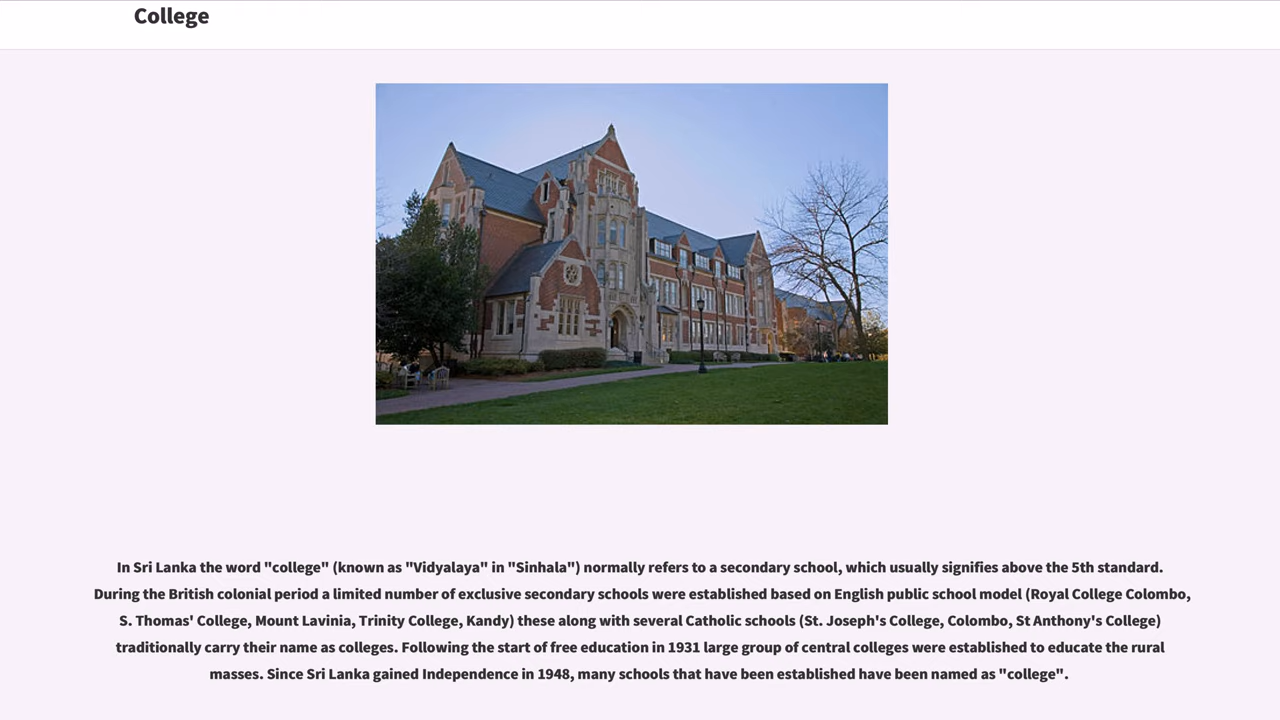 College
In Sri Lanka the word "college" (known as "Vidyalaya" in "Sinhala") normally refers to a secondary school, which usually signifies above the 5th standard.
During the British colonial period a limited number of exclusive secondary schools were established based on English public school model (Royal College Colombo,
S. Thomas' College, Mount Lavinia, Trinity College, Kandy) these along with several Catholic schools (St. Joseph's College, Colombo, St Anthony's College)
traditionally carry their name as colleges. Following the start of free education in 1931 large group of central colleges were established to educate the rural
masses. Since Sri Lanka gained Independence in 1948, many schools that have been established have been named as "college".